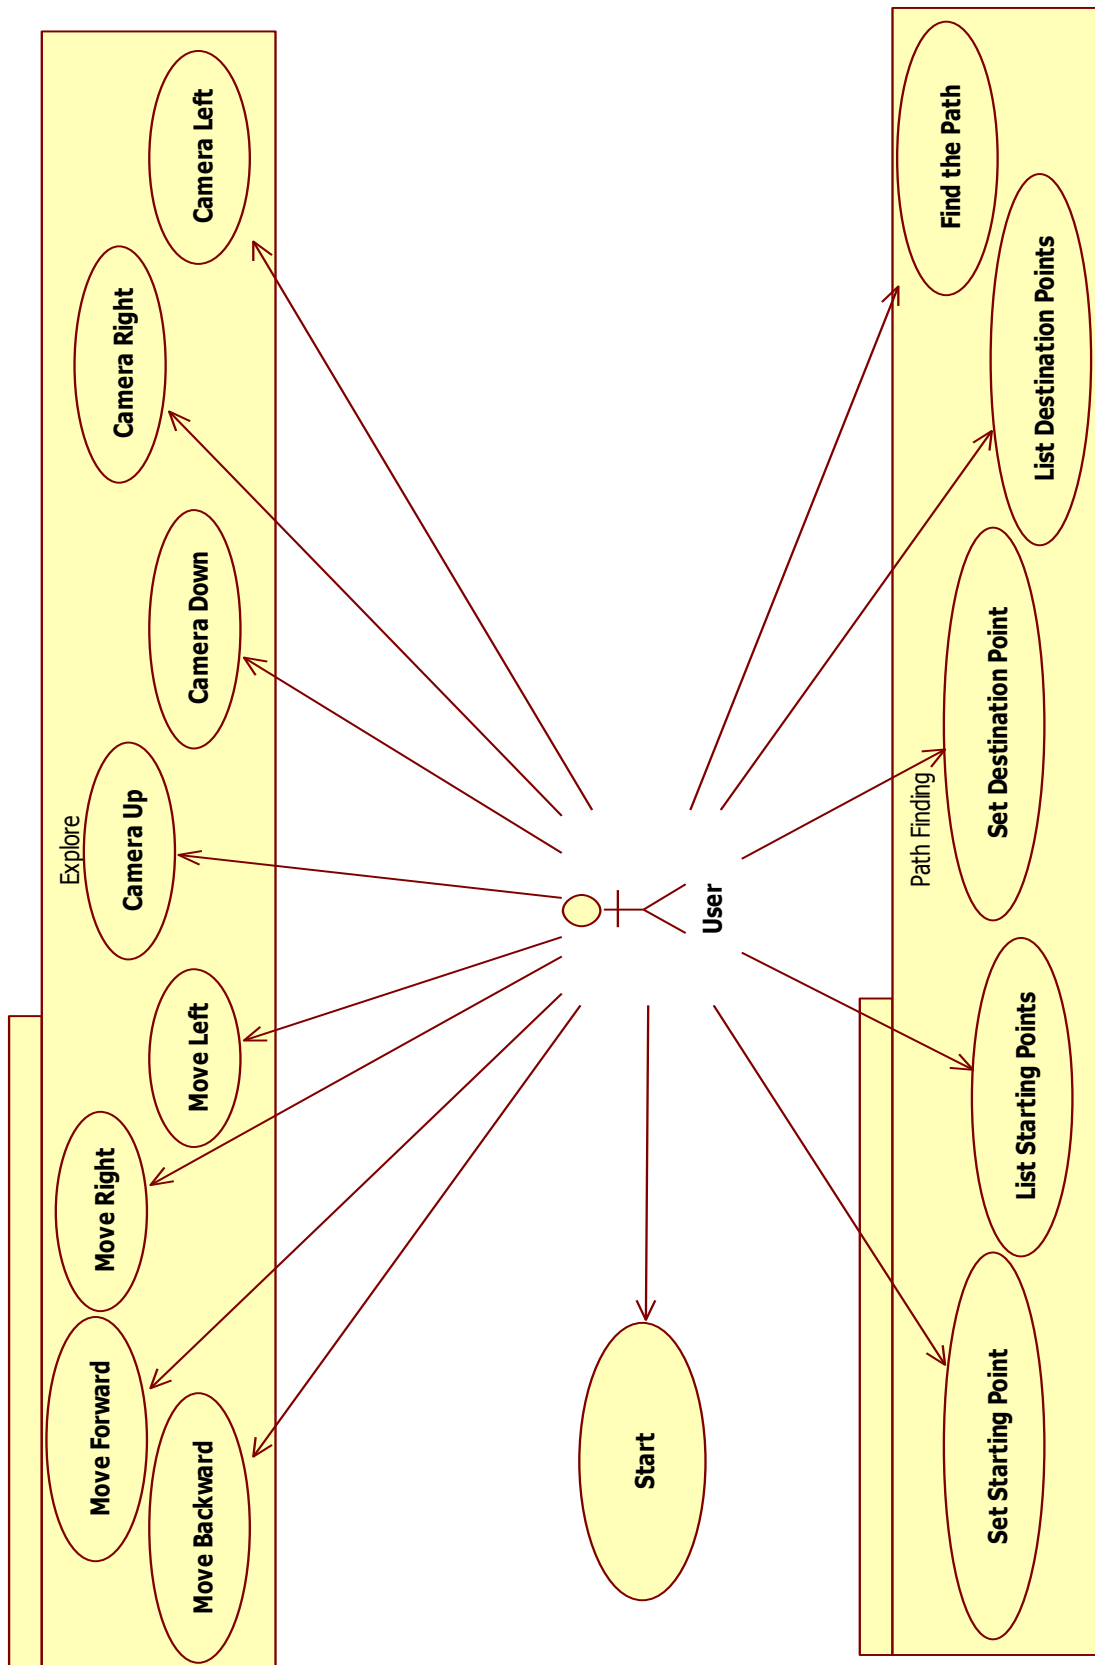 Explore
Move Forward
Move Backward
Move Right
Move Left
Camera Up
Camera Down
Camera Right
Camera Left
Start
User
Path Finding
Set Starting Point
List Starting Points
Set Destination Point
List Destination Points
Find the Path